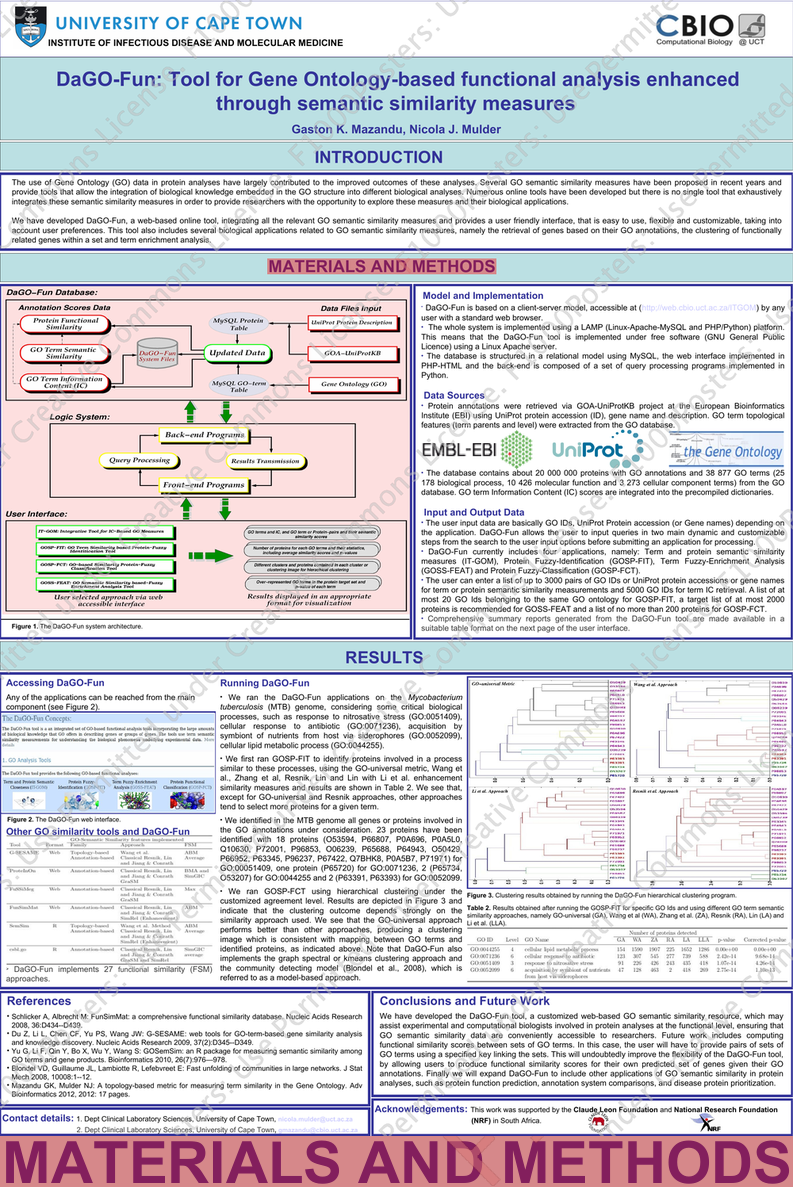 UNIVERSITY OF CAPE TOWN
INSTITUTE OF INFECTIOUS DISEASE AND MOLECULAR MEDICINE
CBIO
Computational Biology @ UCT
DaGO-Fun: Tool for Gene Ontology-based functional analysis enhanced
through semantic similarity measures
Gaston K. Mazandu, Nicola J. Mulder
INTRODUCTION
The use of Gene Ontology (GO) data in protein analyses have largely contributed to the improved outcomes of these analyses. Several GO semantic similarity measures have been proposed in recent years and
provide tools that allow the integration of biological knowledge embedded in the GO structure into different biological analyses. Numerous online tools have been developed but there is no single tool that exhaustively
integrates these semantic similarity measures in order to provide researchers with the opportunity to explore these measures and their biological applications.
We have developed DaGO-Fun, a web-based online tool, integrating all the relevant GO semantic similarity measures and provides a user friendly interface, that is easy to use, flexible and customizable, taking into
account user preferences. This tool also includes several biological applications related to GO semantic similarity measures, namely the retrieval of genes based on their GO annotations, the clustering of functionally
related genes within a set and term enrichment analysis.
MATERIALS AND METHODS
DaGO-Fun Database:
Annotation Scores Data
Protein Functional
Similarity
GO Term Semantic
Similarity
GO Term Information
Content (IC)
DaGO-Fun
System Files
MySQL Protein
Table
Updated Data
MySQL GO-term
Table
Data Files input
UniProt Protein Description
GOA-UniProtKB
Gene Ontology (GO)
Logic System:
Back-end Programs
Query Processing
Results Transmission
Front-end Programs
User Interface:
IT-GOM: Integrative Tool for IC-Based GO Measures
GOSP-FIT: GO Term Similarity based Protein-Fuzzy
Identification Tool
GOSP-FCT: GO-based Protein-Fuzzy
Classification Tool
GOSS-FEAT: GO Semantic Similarity based-Fuzzy
Enrichment Analysis Tool
User selected approach via web
accessible interface
GO terms and IC, and GO term or Protein-pairs and their semantic
similarity scores
Number of proteins for each GO terms and their statistics,
including average similarity scores and p-values
Different clusters and proteins contained in each cluster or
clustering image for hierarchical clustering
Over-represented GO terms in the protein target set and
p-value of each term
Results displayed in an appropriate
format for visualization
Figure 1. The DaGO-Fun system architecture.
Model and Implementation
· DaGO-Fun is based on a client-server model, accessible at (http://web.cbio.uct.ac.za/ITGOM) by any
user with a standard web browser.
· The whole system is implemented using a LAMP (Linux-Apache-MySQL and PHP/Python) platform.
This means that the DaGO-Fun tool is implemented under free software (GNU General Public
Licence) using a Linux Apache server.
· The database is structured in a relational model using MySQL, the web interface implemented in
PHP-HTML and the back-end is composed of a set of query processing programs implemented in
Python.
Data Sources
· Protein annotations were retrieved via GOA-UniProtKB project at the European Bioinformatics
Institute (EBI) using UniProt protein accession (ID), gene name and description. GO term topological
features (term parents and level) were extracted from the GO database.
EMBL-EBI
UniProt
the Gene Ontology
· The database contains about 20 000 000 proteins with GO annotations and 38 877 GO terms (25
178 biological process, 10 426 molecular function and 3 273 cellular component terms) from the GO
database. GO term Information Content (IC) scores are integrated into the precompiled dictionaries.
Input and Output Data
· The user input data are basically GO IDs, UniProt Protein accession (or Gene names) depending on
the application. DaGO-Fun allows the user to input queries in two main dynamic and customizable
steps from the search to the user input options before submitting an application for processing.
· DaGO-Fun currently includes four applications, namely: Term and protein semantic similarity
measures (IT-GOM), Protein Fuzzy-Identification (GOSP-FIT), Term Fuzzy-Enrichment Analysis
(GOSS-FEAT) and Protein Fuzzy-Classification (GOSP-FCT).
· The user can enter a list of up to 3000 pairs of GO IDs or UniProt protein accessions or gene names
for term or protein semantic similarity measurements and 5000 GO IDs for term IC retrieval. A list of at
most 20 GO Ids belonging to the same GO ontology for GOSP-FIT, a target list of at most 2000
proteins is recommended for GOSS-FEAT and a list of no more than 200 proteins for GOSP-FCT.
· Comprehensive summary reports generated from the DaGO-Fun tool are made available in a
suitable table format on the next page of the user interface.
RESULTS
Accessing DaGO-Fun
Any of the applications can be reached from the main
component (see Figure 2).
The DaGO-Fun Concepts:
1. GO Analysis Tools
The DaGO-Fun tool provides the following GO-based functional analyses:
Figure 2. The DaGO-Fun web interface.
Other GO similarity tools and DaGO-Fun
· DaGO-Fun implements 27 functional similarity (FSM)
approaches.
Running DaGO-Fun
· We ran the DaGO-Fun applications on the Mycobacterium
tuberculosis (MTB) genome, considering some critical biological
processes, such as response to nitrosative stress (GO:0051409),
cellular response to antibiotic (GO:0071236), acquisition by
symbiont of nutrients from host via siderophores (GO:0052099),
cellular lipid metabolic process (GO:0044255).
· We first ran GOSP-FIT to identify proteins involved in a process
similar to these processes, using the GO-universal metric, Wang et
al., Zhang et al, Resnik, Lin and Lin with Li et al. enhancement
similarity measures and results are shown in Table 2. We see that,
except for GO-universal and Resnik approaches, other approaches
tend to select more proteins for a given term.
· We identified in the MTB genome all genes or proteins involved in
the GO annotations under consideration. 23 proteins have been
identified with 18 proteins (O53594, P66807, P0A696, P0A5L0,
Q10630, P72001, P96853, O06239, P65688, P64943, O50429,
P66952, P63345, P96237, P67422, Q7BHK8, P0A5B7, P71971) for
GO:0051409, one protein (P65720) for GO:0071236, 2 (P65734,
O53207) for GO:0044255 and 2 (P63391, P63393) for GO:0052099.
· We ran GOSP-FCT using hierarchical clustering under the
customized agreement level. Results are depicted in Figure 3 and
indicate that the clustering outcome depends strongly on the
similarity approach used. We see that the GO-universal approach
performs better than other approaches, producing a clustering
image which is consistent with mapping between GO terms and
identified proteins, as indicated above. Note that DaGO-Fun also
implements the graph spectral or kmeans clustering approach and
the community detecting model (Blondel et al., 2008), which is
referred to as a model-based approach.
GO-universal Metric
Wang et al. Approach
Li et al. Approach
Resnik et al. Approach
Figure 3. Clustering results obtained by running the DaGO-Fun hierarchical clustering program.
Table 2. Results obtained after running the GOSP-FIT for specific GO Ids and using different GO term semantic
similarity approaches, namely GO-universal (GA), Wang et al (WA), Zhang et al. (ZA), Resnik (RA), Lin (LA) and
Li et al. (LLA).
Number of proteins detected
GO ID Level GO Name GA WA ZA RA LA LLA p-value Corrected p-value
GO:0044255 4 cellular lipid metabolic process 154 1590 1907 225 1652 1286 0.00e+00 0.00e+00
GO:0071236 6 cellular response to antibiotic 123 307 545 277 739 588 2.42e-14 9.68e-14
GO:0051409 5 response to nitrosative stress 91 226 426 243 435 418 1.07e-14 4.26e-14
GO:0052099 6 acquisition by symbiont of nutrients 47 128 463 2 418 269 2.75e-14 1.10e-13
from host via siderophores
References
· Schlicker A, Albrecht M: FunSimMat: a comprehensive functional similarity database. Nucleic Acids Research
2008, 36:D434--D439.
· Du Z, Li L, Chen CF, Yu PS, Wang JW: G-SESAME: web tools for GO-term-based gene similarity analysis
and knowledge discovery. Nucleic Acids Research 2009, 37(2):D345--D349.
· Yu G, Li F, Qin Y, Bo X, Wu Y, Wang S: GOSemSim: an R package for measuring semantic similarity among
GO terms and gene products. Bioinformatics 2010, 26(7):976--978.
· Blondel VD, Guillaume JL, Lambiotte R, Lefebvreet E: Fast unfolding of communities in large networks. J Stat
Mech 2008, 10008:1--12.
· Mazandu GK, Mulder NJ: A topology-based metric for measuring term similarity in the Gene Ontology. Adv
Bioinformatics 2012, 2012: 17 pages.
Contact details: 1. Dept Clinical Laboratory Sciences, University of Cape Town, nicola.mulder@uct.ac.za
2. Dept Clinical Laboratory Sciences, University of Cape Town, gmazandu@cbio.uct.ac.za
Conclusions and Future Work
We have developed the DaGO-Fun tool, a customized web-based GO semantic similarity resource, which may
assist experimental and computational biologists involved in protein analyses at the functional level, ensuring that
GO semantic similarity data are conveniently accessible to researchers. Future work includes computing
functional similarity scores between sets of GO terms. In this case, the user will have to provide pairs of sets of
GO terms using a specified key linking the sets. This will undoubtedly improve the flexibility of the DaGO-Fun tool,
by allowing users to produce functional similarity scores for their own predicted set of genes given their GO
annotations. Finally we will expand DaGO-Fun to include other applications of GO semantic similarity in protein
analyses, such as protein function prediction, annotation system comparisons, and disease protein prioritization.
Acknowledgements: This work was supported by the Claude Leon Foundation and National Research Foundation
(NRF) in South Africa.
NRF
MATERIALS AND METHODS